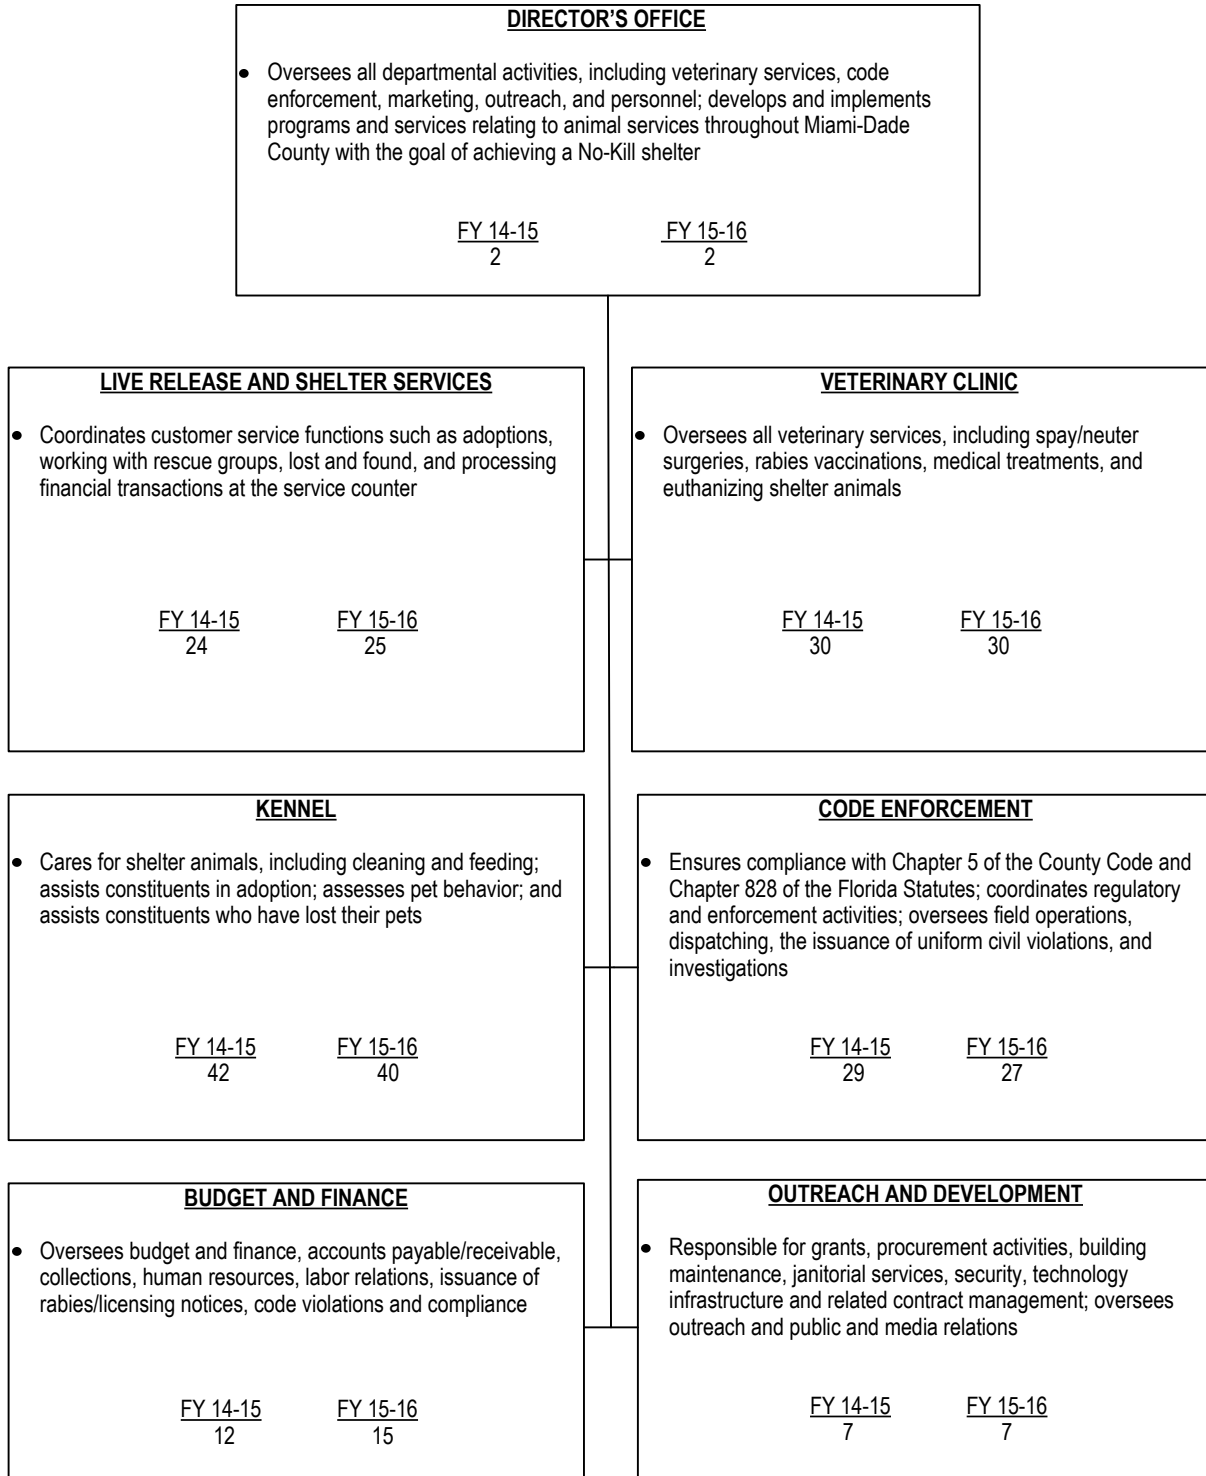 DIRECTOR'S OFFICE
• Oversees all departmental activities, including veterinary services, code
enforcement, marketing, outreach, and personnel; develops and implements
programs and services relating to animal services throughout Miami-Dade
County with the goal of achieving a No-Kill shelter
FY 14-15 FY 15-16
2 2
LIVE RELEASE AND SHELTER SERVICES
• Coordinates customer service functions such as adoptions,
working with rescue groups, lost and found, and processing
financial transactions at the service counter
FY 14-15 FY 15-16
24 25
VETERINARY CLINIC
• Oversees all veterinary services, including spay/neuter
surgeries, rabies vaccinations, medical treatments, and
euthanizing shelter animals
FY 14-15 FY 15-16
30 30
KENNEL
• Cares for shelter animals, including cleaning and feeding;
assists constituents in adoption; assesses pet behavior; and
assists constituents who have lost their pets
FY 14-15 FY 15-16
42 40
CODE ENFORCEMENT
• Ensures compliance with Chapter 5 of the County Code and
Chapter 828 of the Florida Statutes; coordinates regulatory
and enforcement activities; oversees field operations,
dispatching, the issuance of uniform civil violations, and
investigations
FY 14-15 FY 15-16
29 27
BUDGET AND FINANCE
• Oversees budget and finance, accounts payable/receivable,
collections, human resources, labor relations, issuance of
rabies/licensing notices, code violations and compliance
FY 14-15 FY 15-16
12 15
OUTREACH AND DEVELOPMENT
• Responsible for grants, procurement activities, building
maintenance, janitorial services, security, technology
infrastructure and related contract management; oversees
outreach and public and media relations
FY 14-15 FY 15-16
7 7